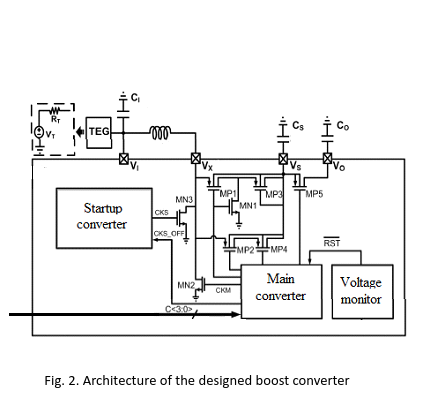 C_I
R_T
V_T
TEG
C_S
C_O
V_I
V_X
V_S
V_O
MP1
MP3
MP5
MN3
MN1
Startup
converter
CKS
CKS_OFF
MP2
MP4
RST
Main
converter
Voltage
monitor
MN2
CKM
C<3:0>
Fig. 2. Architecture of the designed boost converter